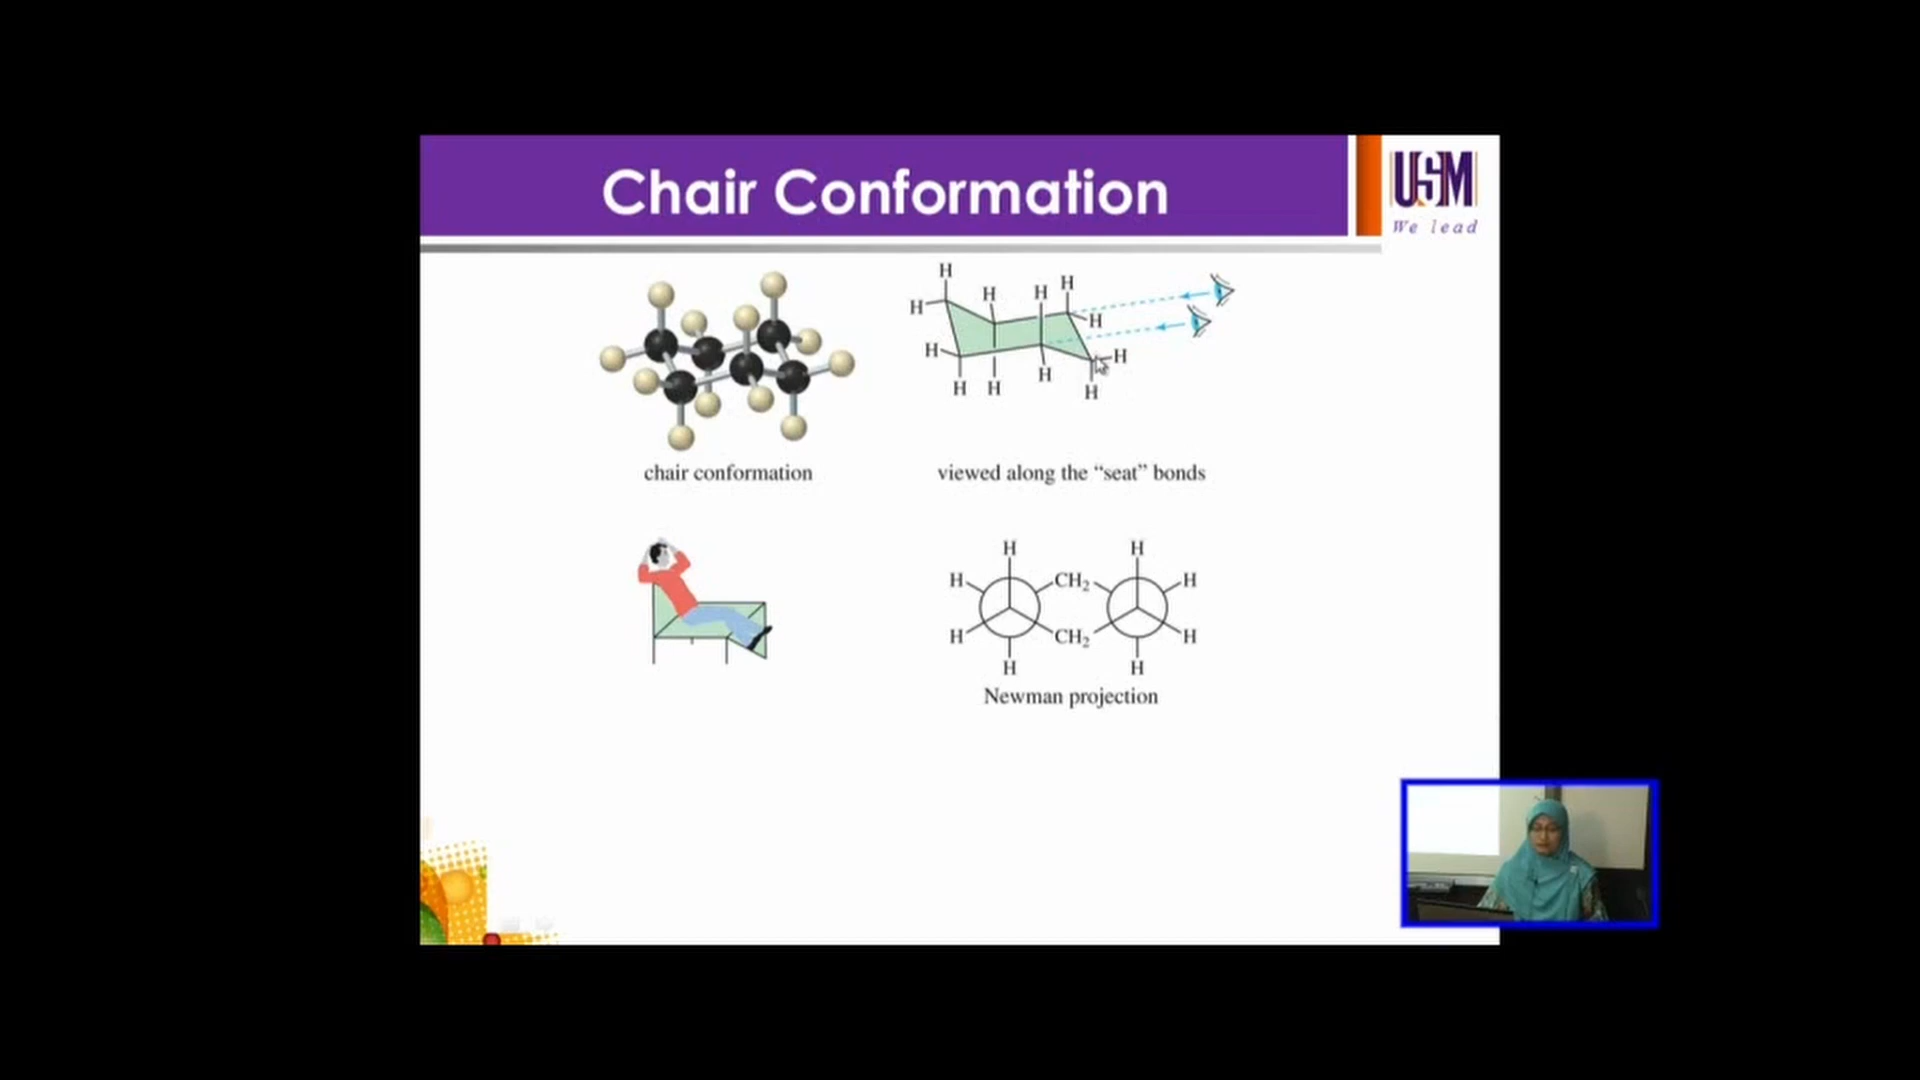 Chair Conformation
USM
We lead
H
H
H
H
H
H
H
H
H
H
H
H
chair conformation
viewed along the “seat” bonds
H
H
H
CH2
H
H
CH2
H
H
H
Newman projection